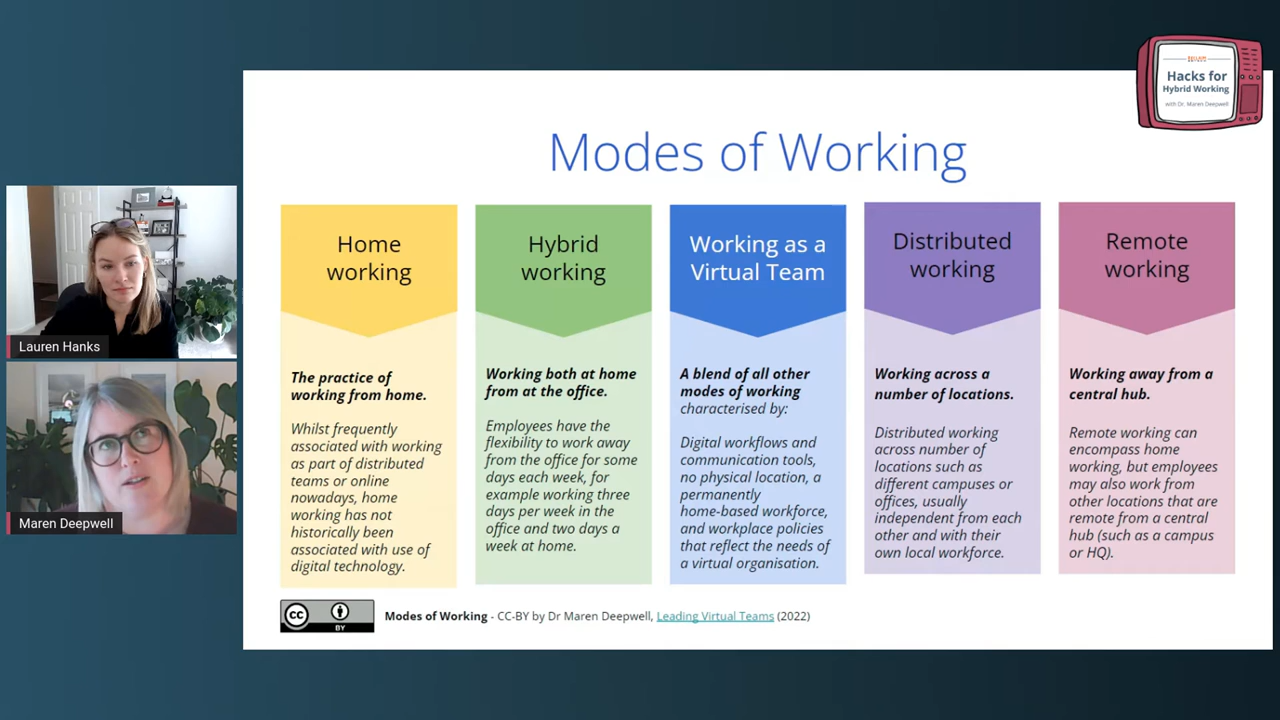 Hacks for
Hybrid Working
with Dr. Maren Deepwell
Modes of Working
Home
working
The practice of
working from home.
Whilst frequently
associated with working
as part of distributed
teams or online
nowadays, home
working has not
historically been
associated with use of
digital technology.
Hybrid
working
Working both at home
from at the office.
Employees have the
flexibility to work away
from the office for some
days each week, for
example working three
days per week in the
office and two days a
week at home.
Working as a
Virtual Team
A blend of all other
modes of working
characterised by:
Digital workflows and
communication tools,
no physical location, a
permanently
home-based workforce,
and workplace policies
that reflect the needs of
a virtual organisation.
Distributed
working
Working across a
number of locations.
Distributed working
across number of
locations such as
different campuses or
offices, usually
independent from each
other and with their
own local workforce.
Remote
working
Working away from a
central hub.
Remote working can
encompass home
working, but employees
may also work from
other locations that are
remote from a central
hub (such as a campus
or HQ).
Lauren Hanks
Maren Deepwell
CC BY
Modes of Working - CC-BY by Dr Maren Deepwell, Leading Virtual Teams (2022)